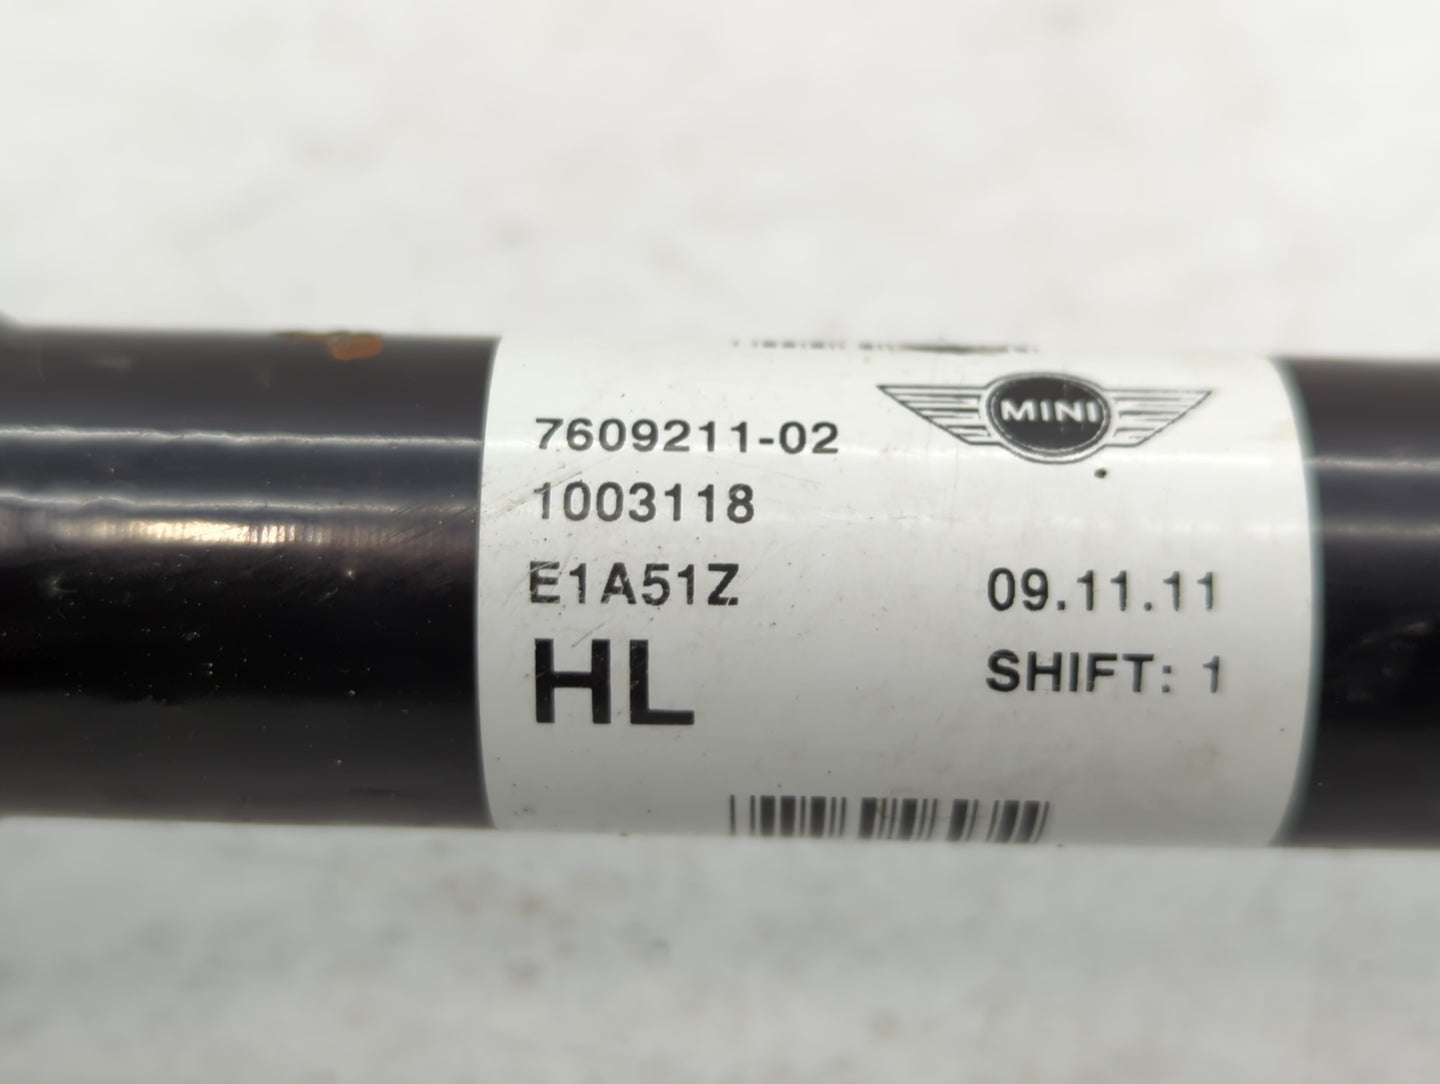 MINI
7609211-02
1003118
E1A51Z
09.11.11
HL
SHIFT: 1